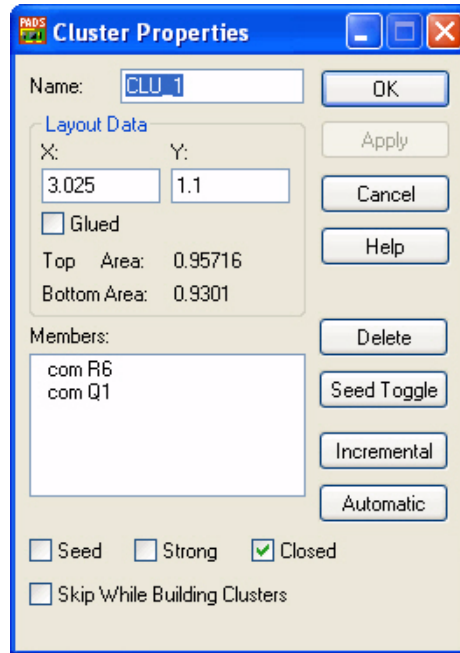 PADS
Cluster Properties
Name: CLU_1
OK
Layout Data
Apply
X: Y:
3.025 1.1
Cancel
Glued
Help
Top Area: 0.95716
Bottom Area: 0.9301
Members:
Delete
com R6
com Q1
Seed Toggle
Incremental
Automatic
Seed Strong Closed
Skip While Building Clusters